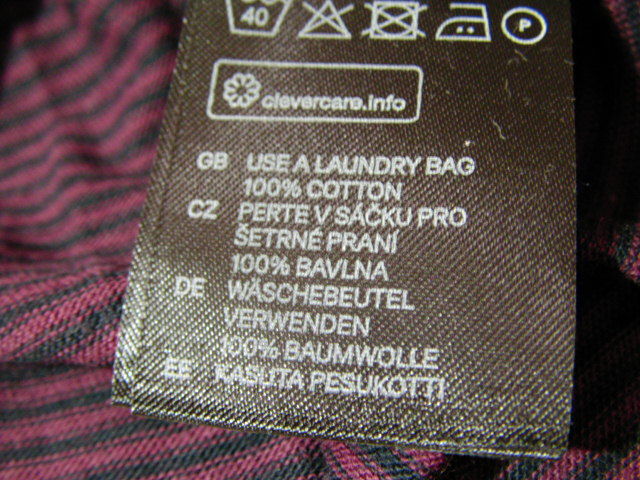 40
P
clevercare.info
GB USE A LAUNDRY BAG
100% COTTON
CZ PERTE V SÁČKU PRO
ŠETRNÉ PRANÍ
100% BAVLNA
DE WÄSCHEBEUTEL
VERWENDEN
100% BAUMWOLLE
EE KASUTA PESUKOTTI